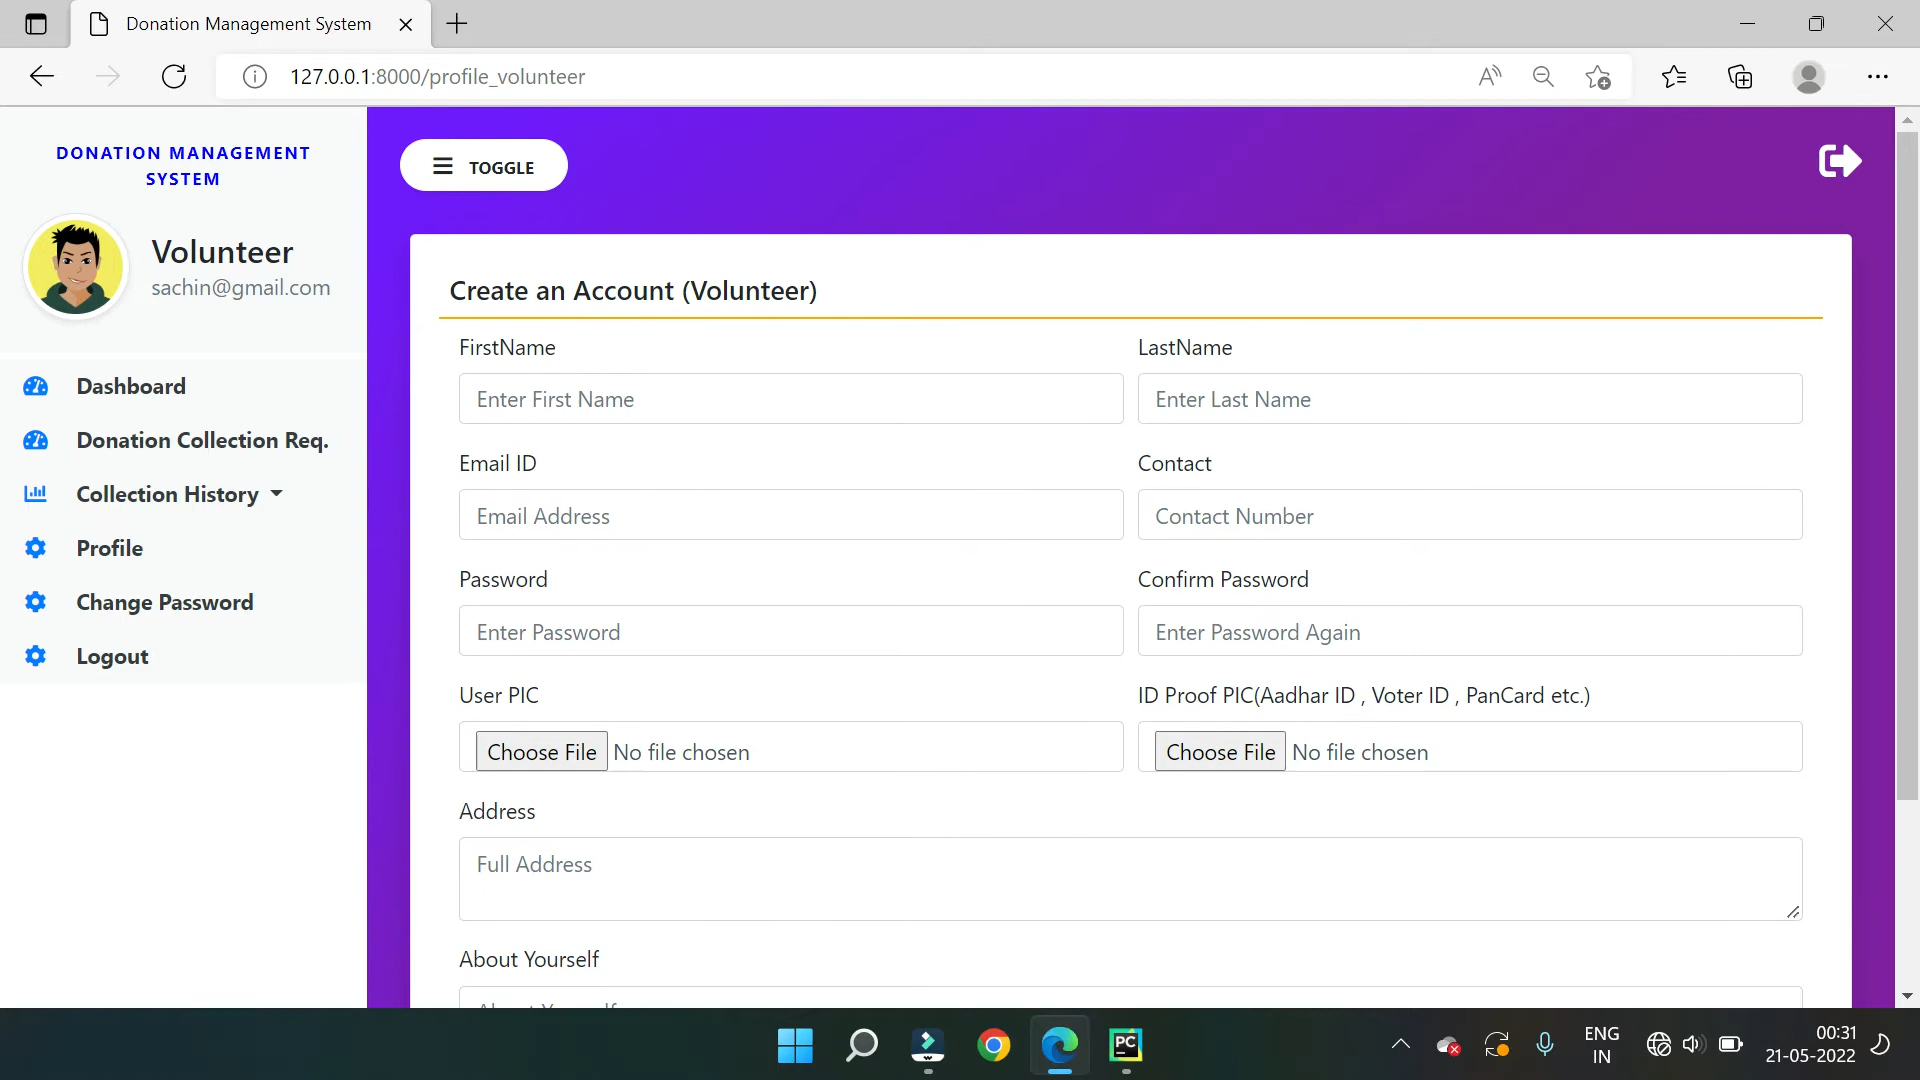 Donation Management System
127.0.0.1:8000/profile_volunteer
DONATION MANAGEMENT
SYSTEM
Volunteer
sachin@gmail.com
Dashboard
Donation Collection Req.
Collection History
Profile
Change Password
Logout
TOGGLE
Create an Account (Volunteer)
FirstName
LastName
Enter First Name
Enter Last Name
Email ID
Contact
Email Address
Contact Number
Password
Confirm Password
Enter Password
Enter Password Again
User PIC
ID Proof PIC(Aadhar ID , Voter ID , PanCard etc.)
Choose File No file chosen
Choose File No file chosen
Address
Full Address
About Yourself
About Yourself
PC
ENG
IN
00:31
21-05-2022